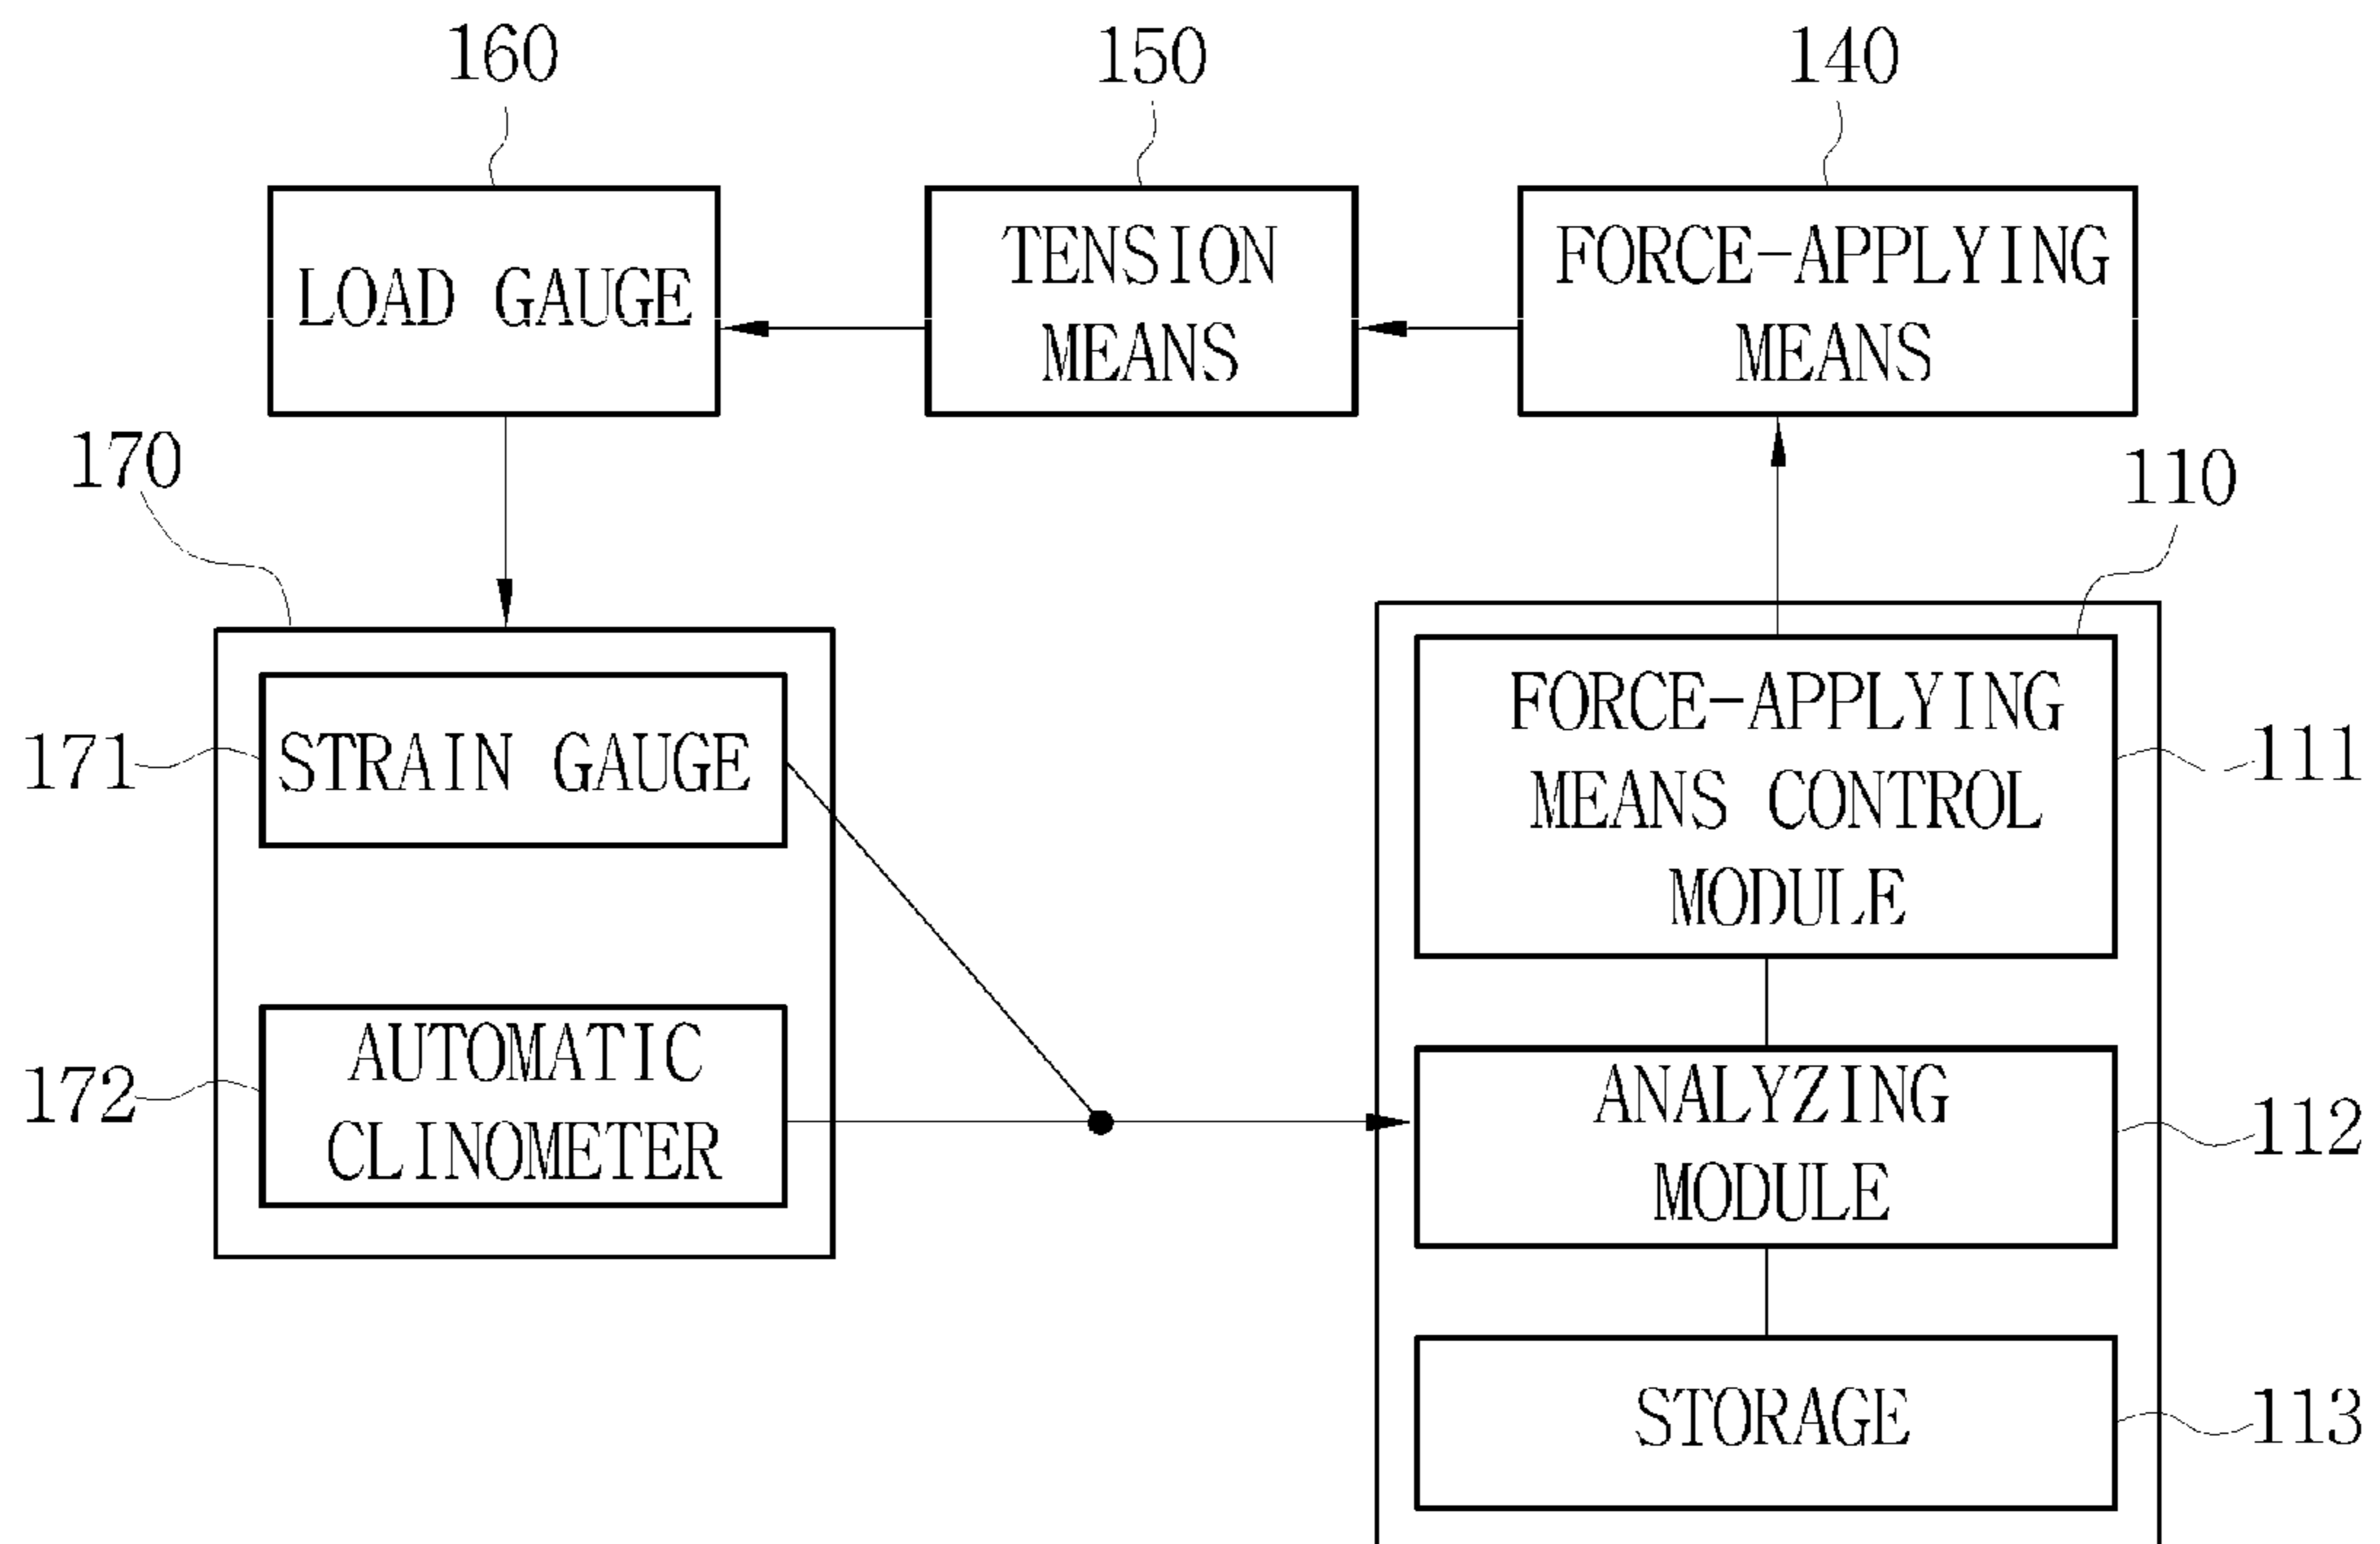 160
150
140
LOAD GAUGE
TENSION
MEANS
FORCE-APPLYING
MEANS
170
110
171
STRAIN GAUGE
FORCE-APPLYING
MEANS CONTROL
MODULE
111
172
AUTOMATIC
CLINOMETER
ANALYZING
MODULE
112
STORAGE
113